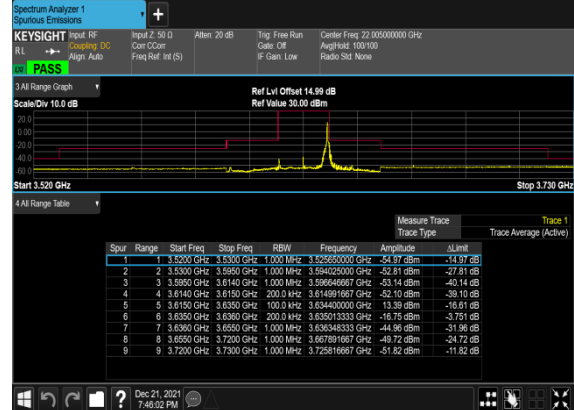 Spectrum Analyzer 1
Spurious Emissions
+
KEYSIGHT Input: RF Input Z: 50 Ω Atten: 20 dB Trig: Free Run Center Freq: 22.005000000 GHz
RL Coupling: DC Corr CCorr Gate: Off Avg|Hold: 100/100
Align: Auto Freq Ref: Int (S) IF Gain: Low Radio Std: None
PASS
3 All Range Graph
Ref Lvl Offset 14.99 dB
Scale/Div 10.0 dB Ref Value 30.00 dBm
20.0
10.0
0.00
-20.0
-40.0
-60.0
Start 3.520 GHz Stop 3.730 GHz
4 All Range Table
Measure Trace Trace 1
Trace Type Trace Average (Active)
Spur Range Start Freq Stop Freq RBW Frequency Amplitude ΔLimit
1 1 3.5200 GHz 3.5300 GHz 1.000 MHz 3.525650000 GHz -54.97 dBm -14.97 dB
2 2 3.5300 GHz 3.5950 GHz 1.000 MHz 3.594025000 GHz -52.81 dBm -27.81 dB
3 3 3.5950 GHz 3.6140 GHz 1.000 MHz 3.596646667 GHz -53.14 dBm -40.14 dB
4 4 3.6140 GHz 3.6150 GHz 200.0 kHz 3.614991667 GHz -52.10 dBm -39.10 dB
5 5 3.6150 GHz 3.6350 GHz 100.0 kHz 3.634400000 GHz 13.39 dBm -16.61 dB
6 6 3.6350 GHz 3.6360 GHz 200.0 kHz 3.635013333 GHz -16.75 dBm -3.751 dB
7 7 3.6360 GHz 3.6550 GHz 1.000 MHz 3.636348333 GHz -44.96 dBm -31.96 dB
8 8 3.6550 GHz 3.7200 GHz 1.000 MHz 3.667891667 GHz -49.72 dBm -24.72 dB
9 9 3.7200 GHz 3.7300 GHz 1.000 MHz 3.725816667 GHz -51.82 dBm -11.82 dB
?
Dec 21, 2021
7:46:02 PM